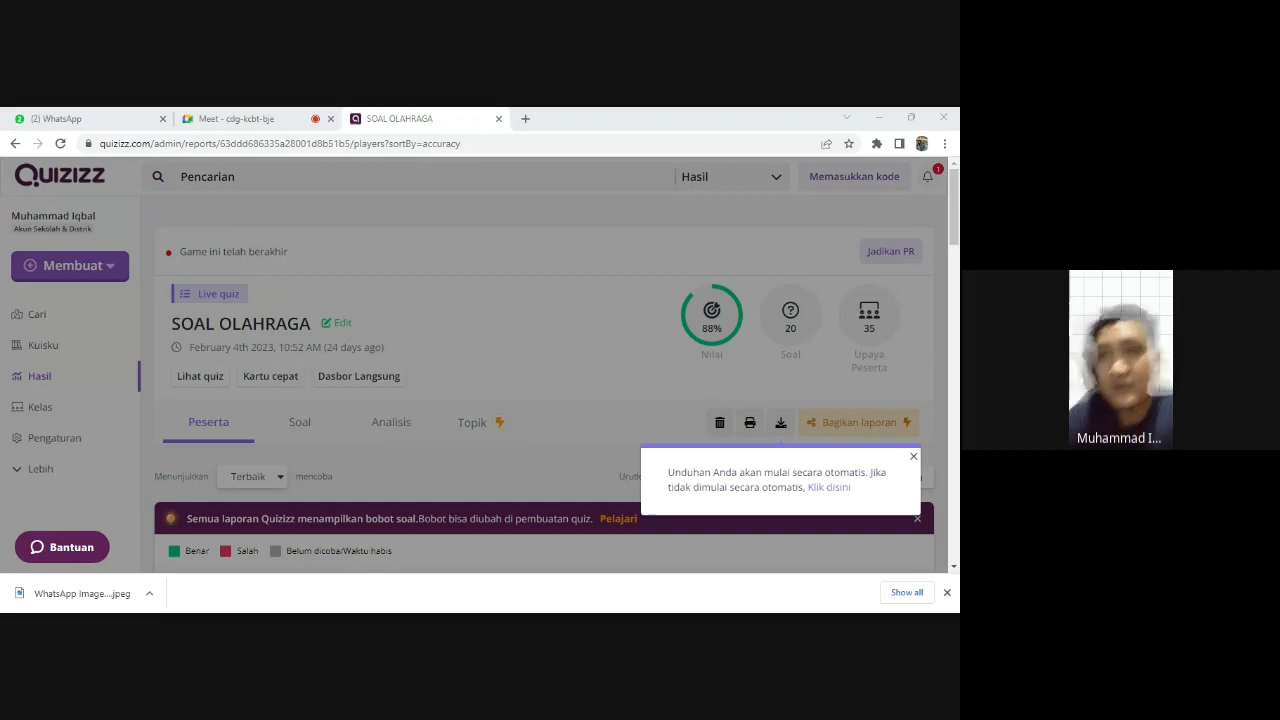 (2) WhatsApp
Meet - cdg-kcbt-bje
SOAL OLAHRAGA
quizizz.com/admin/reports/63ddd686335a28001d8b51b5/players?sortBy=accuracy
QUIZIZZ
Pencarian
Hasil
Memasukkan kode
1
Muhammad Iqbal
Akun Sekolah & Distrik
Membuat
Cari
Kuisku
Hasil
Kelas
Pengaturan
Lebih
Bantuan
Game ini telah berakhir
Jadikan PR
Live quiz
SOAL OLAHRAGA
Edit
February 4th 2023, 10:52 AM (24 days ago)
88%
Nilai
20
Soal
35
Upaya
Peserta
Lihat quiz
Kartu cepat
Dasbor Langsung
Peserta
Soal
Analisis
Topik
Bagikan laporan
Menunjukkan
Terbaik
mencoba
Unduhan Anda akan mulai secara otomatis. Jika
tidak dimulai secara otomatis, Klik disini
Semua laporan Quizizz menampilkan bobot soal.Bobot bisa diubah di pembuatan quiz. Pelajari
Benar
Salah
Belum dicoba/Waktu habis
WhatsApp Image....jpeg
Show all
Muhammad I...